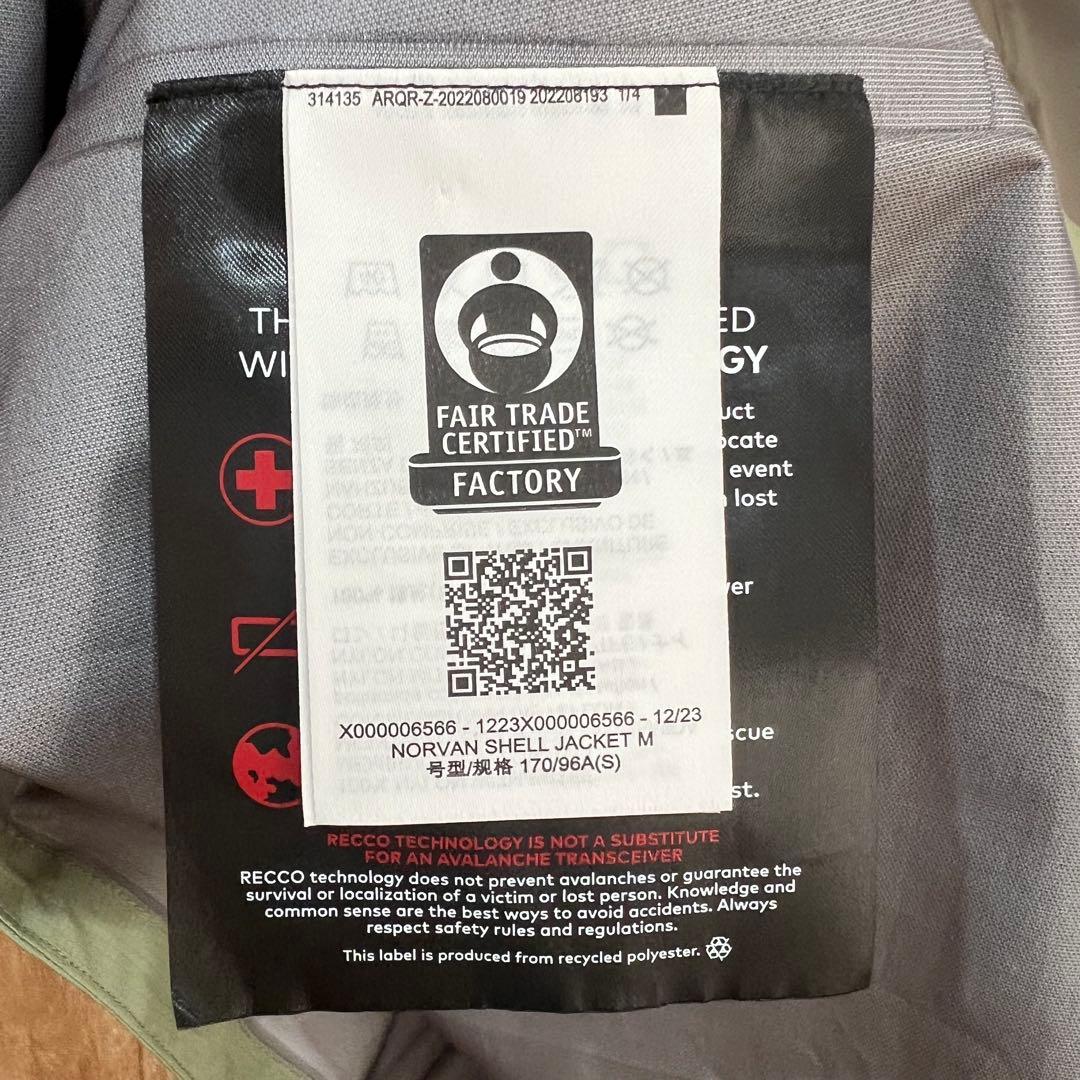 314135 ARQR-Z-2022080019 202208193 1/4
FAIR TRADE
CERTIFIED™
FACTORY
X000006566 - 1223X000006566 - 12/23
NORVAN SHELL JACKET M
号型/规格 170/96A(S)
event
lost
RECCO TECHNOLOGY IS NOT A SUBSTITUTE
FOR AN AVALANCHE TRANSCEIVER
RECCO technology does not prevent avalanches or guarantee the
survival or localization of a victim or lost person. Knowledge and
common sense are the best ways to avoid accidents. Always
respect safety rules and regulations.
This label is produced from recycled polyester.